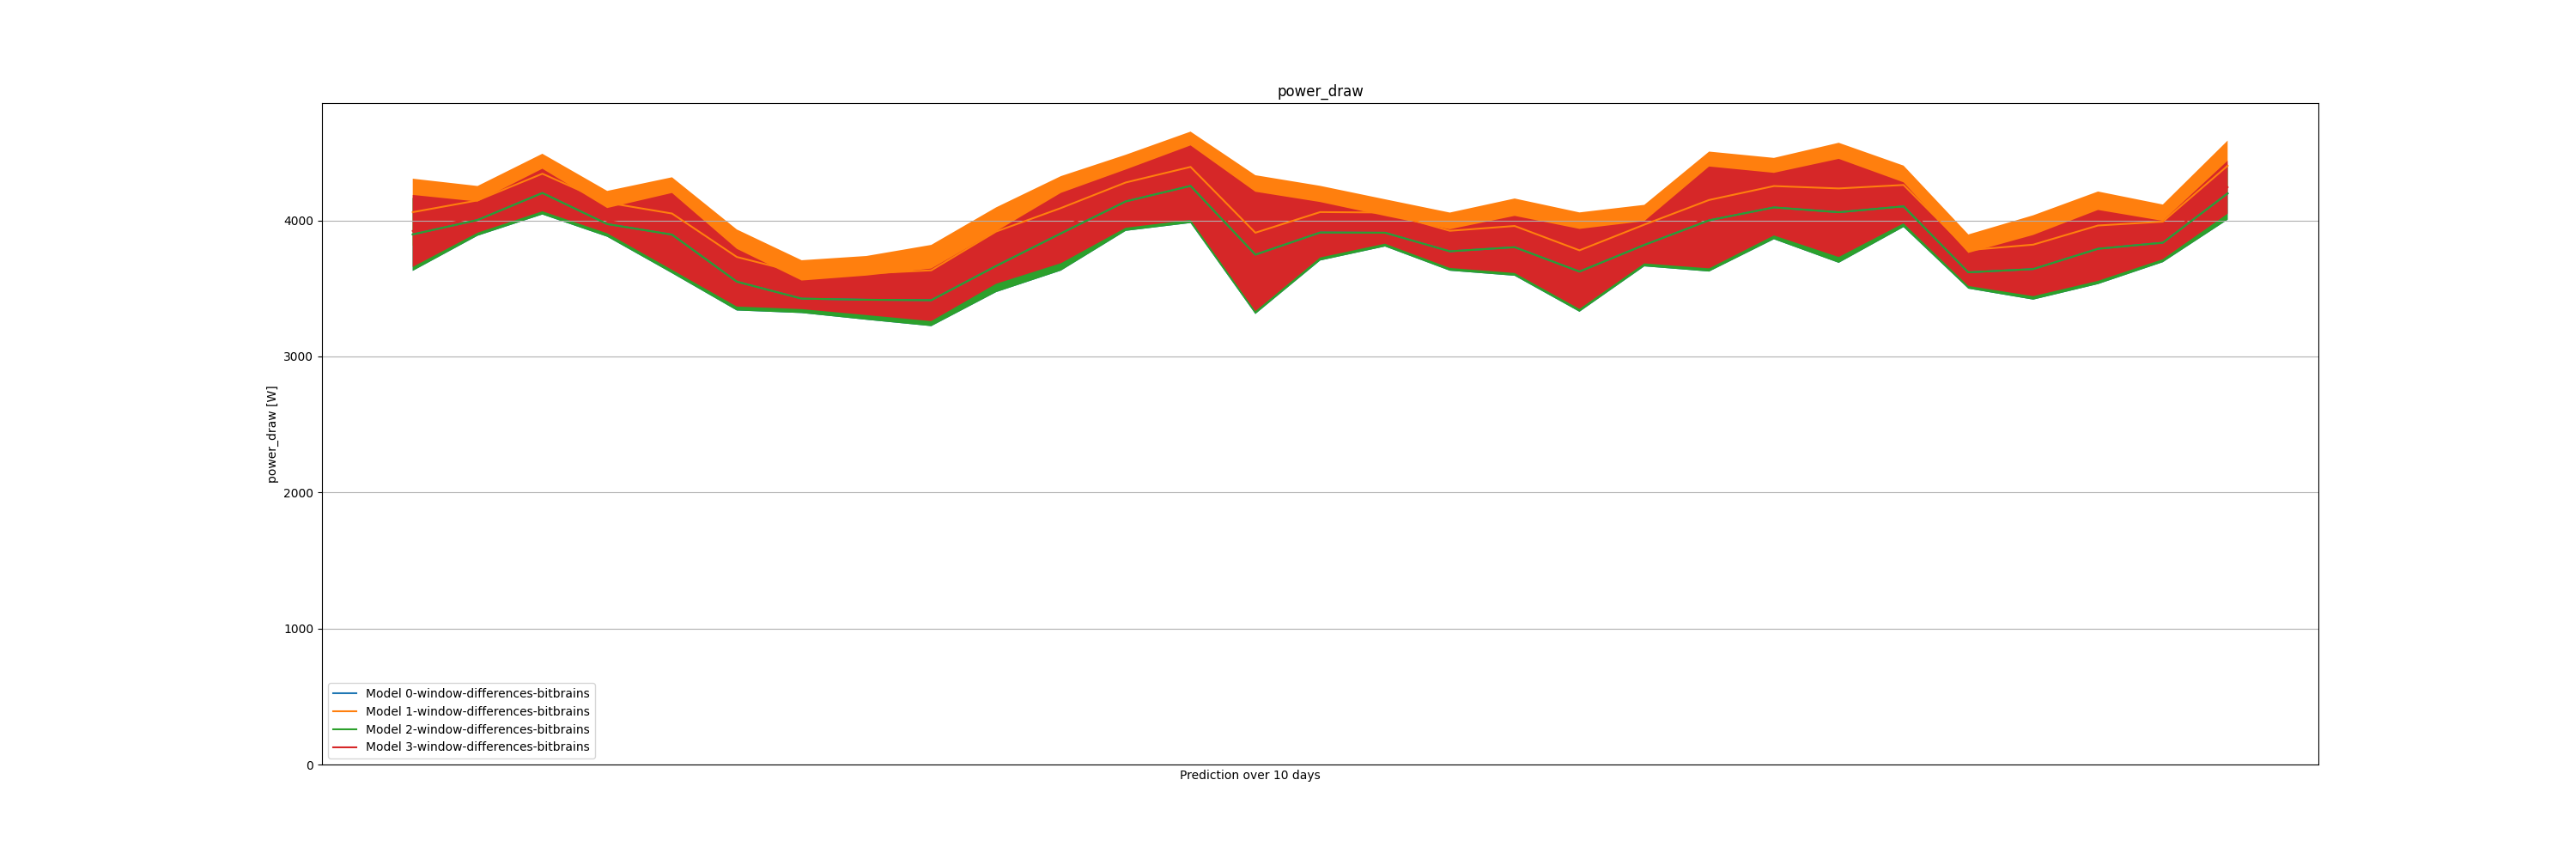 power_draw
power_draw [W]
4000
3000
2000
1000
0
Model 0-window-differences-bitbrains
Model 1-window-differences-bitbrains
Model 2-window-differences-bitbrains
Model 3-window-differences-bitbrains
Prediction over 10 days